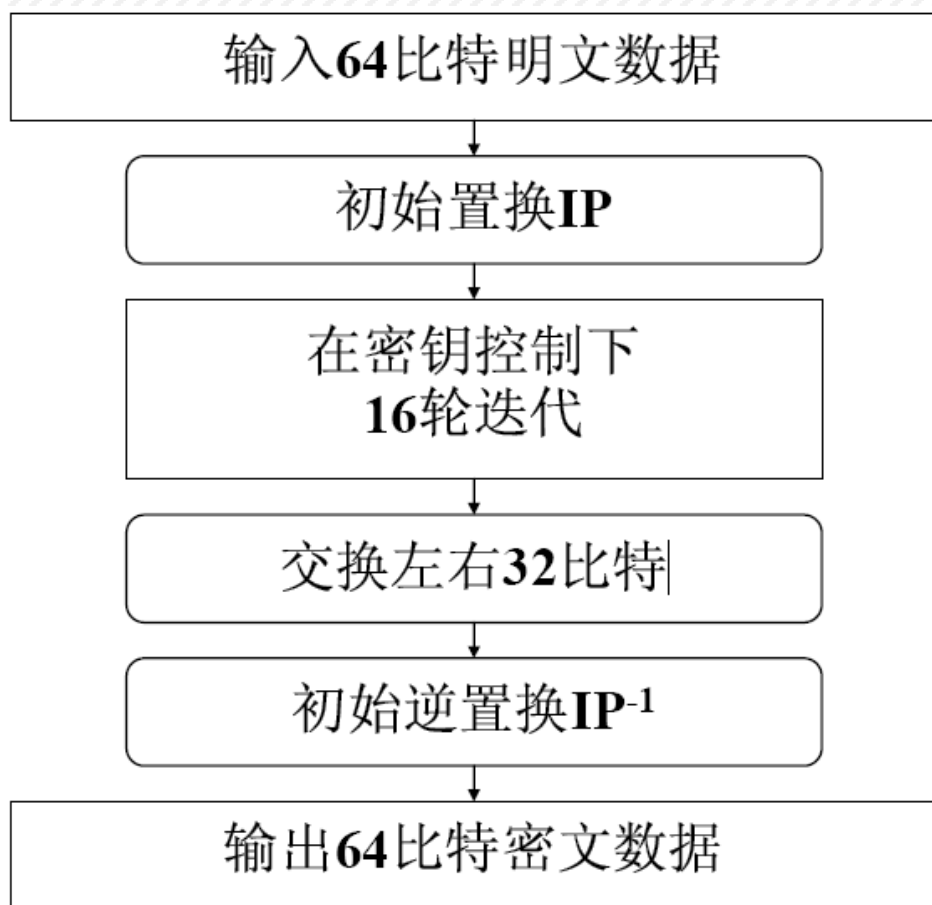 输入64比特明文数据
初始置换IP
在密钥控制下
16轮迭代
交换左右32比特
初始逆置换IP⁻¹
输出64比特密文数据